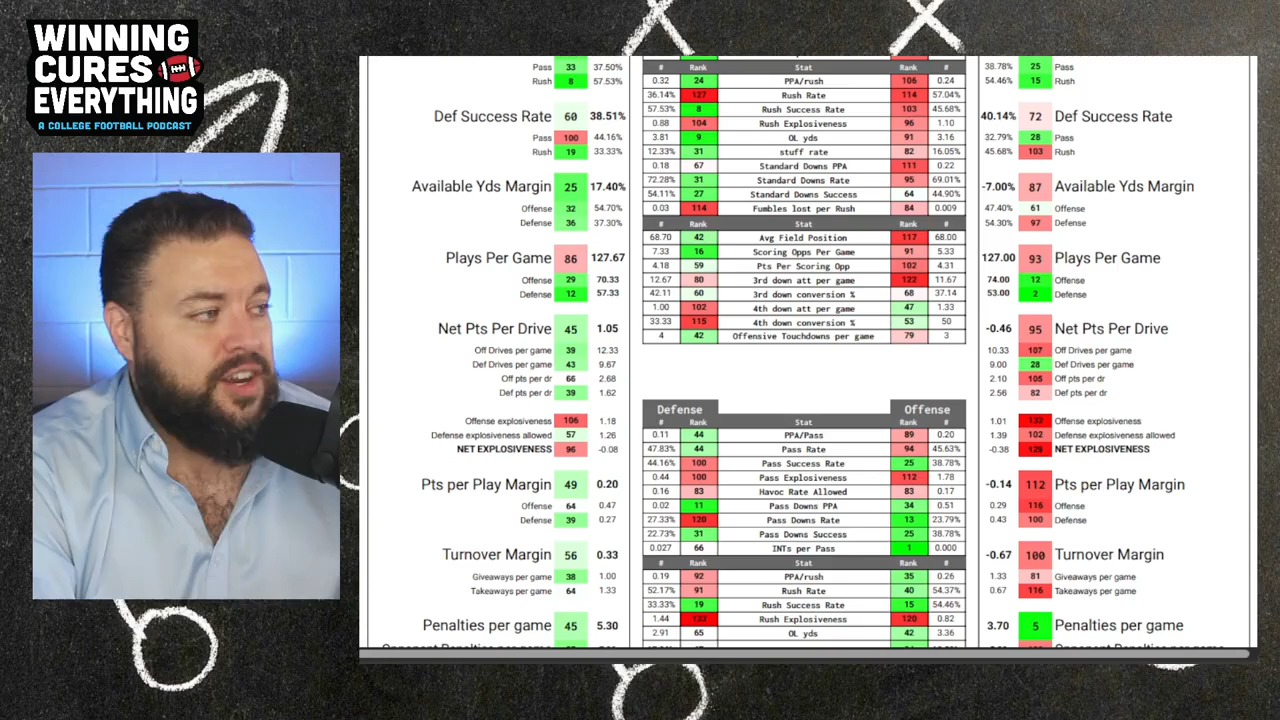 WINNING
CURES
EVERYTHING
A COLLEGE FOOTBALL PODCAST
Pass 33 37.50%
Rush 8 57.53%
Def Success Rate 60 38.51%
Pass 100 44.16%
Rush 19 33.33%
Available Yds Margin 25 17.40%
Offense 32 54.70%
Defense 36 37.30%
Plays Per Game 86 127.67
Offense 29 70.33
Defense 12 57.33
Net Pts Per Drive 45 1.05
Off Drives per game 39 12.33
Def Drives per game 43 9.67
Off pts per dr 66 2.68
Def pts per dr 39 1.62
Offense explosiveness 106 1.18
Defense explosiveness allowed 57 1.26
NET EXPLOSIVENESS 96 -0.08
Pts per Play Margin 49 0.20
Offense 64 0.47
Defense 39 0.27
Turnover Margin 56 0.33
Giveaways per game 38 1.00
Takeaways per game 64 1.33
Penalties per game 45 5.30
# Rank Stat Rank #
0.32 24 PPA/rush 106 0.24
36.14% 127 Rush Rate 114 57.04%
57.53% 8 Rush Success Rate 103 45.68%
0.88 104 Rush Explosiveness 96 1.10
3.81 9 OL yds 91 3.16
12.33% 31 stuff rate 82 16.05%
0.18 67 Standard Downs PPA 111 0.22
72.28% 31 Standard Downs Rate 95 69.01%
54.11% 27 Standard Downs Success 64 44.90%
0.03 114 Fumbles lost per Rush 84 0.009
# Rank Stat Rank #
68.70 42 Avg Field Position 117 68.00
7.33 16 Scoring Opps Per Game 91 5.33
4.18 59 Pts Per Scoring Opp 102 4.31
12.67 80 3rd down att per game 122 11.67
42.11 60 3rd down conversion % 68 37.14
1.00 102 4th down att per game 47 1.33
33.33 115 4th down conversion % 53 50
4 42 Offensive Touchdowns per game 79 3
Defense Offense
# Rank Stat Rank #
0.11 44 PPA/Pass 89 0.20
47.83% 44 Pass Rate 94 45.63%
44.16% 100 Pass Success Rate 25 38.78%
0.44 100 Pass Explosiveness 112 1.78
0.16 83 Havoc Rate Allowed 83 0.17
0.02 11 Pass Downs PPA 34 0.51
27.33% 120 Pass Downs Rate 13 23.79%
22.73% 31 Pass Downs Success 25 38.78%
0.027 66 INTs per Pass 1 0.000
# Rank Stat Rank #
0.19 92 PPA/rush 35 0.26
52.17% 91 Rush Rate 40 54.37%
33.33% 19 Rush Success Rate 15 54.46%
1.44 133 Rush Explosiveness 120 0.82
2.91 65 OL yds 42 3.36
38.78% 25 Pass
54.46% 15 Rush
40.14% 72 Def Success Rate
32.79% 28 Pass
45.68% 103 Rush
-7.00% 87 Available Yds Margin
47.40% 61 Offense
54.30% 97 Defense
127.00 93 Plays Per Game
74.00 12 Offense
53.00 2 Defense
-0.46 95 Net Pts Per Drive
10.33 107 Off Drives per game
9.00 28 Def Drives per game
2.10 105 Off pts per dr
2.56 82 Def pts per dr
1.01 132 Offense explosiveness
1.39 102 Defense explosiveness allowed
-0.38 129 NET EXPLOSIVENESS
-0.14 112 Pts per Play Margin
0.29 116 Offense
0.43 100 Defense
-0.67 100 Turnover Margin
1.33 81 Giveaways per game
0.67 116 Takeaways per game
3.70 5 Penalties per game